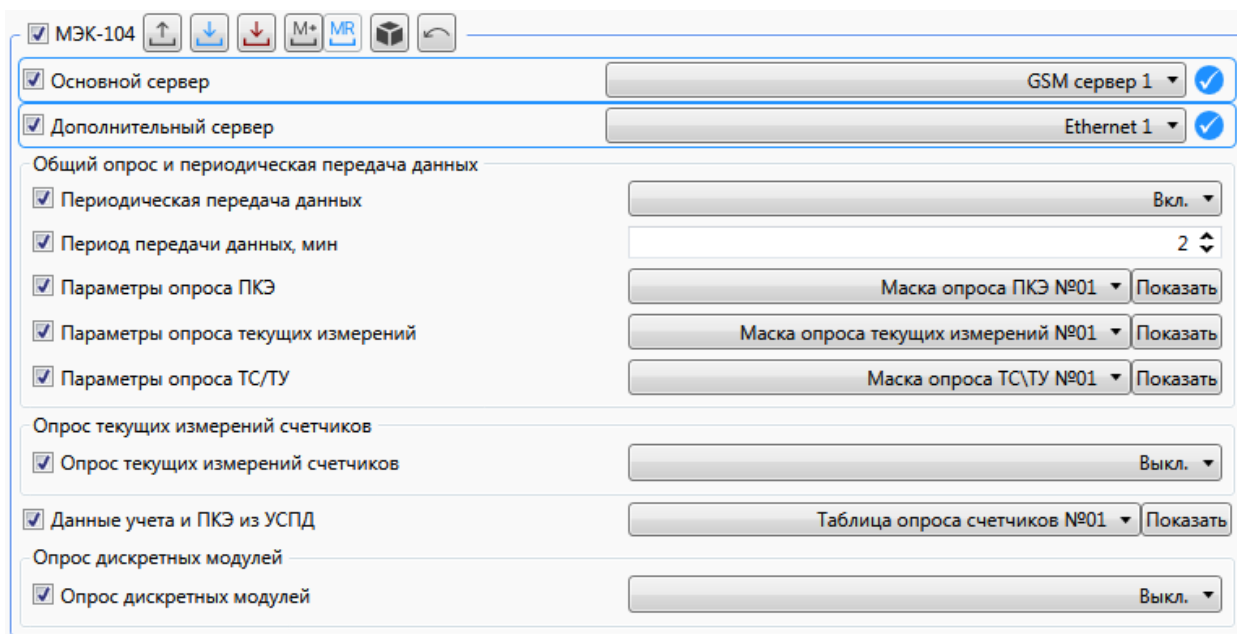 МЭК-104 M+ MR
Основной сервер GSM сервер 1
Дополнительный сервер Ethernet 1
Общий опрос и периодическая передача данных
Периодическая передача данных Вкл.
Период передачи данных, мин 2
Параметры опроса ПКЭ Маска опроса ПКЭ №01 Показать
Параметры опроса текущих измерений Маска опроса текущих измерений №01 Показать
Параметры опроса ТС/ТУ Маска опроса ТС\ТУ №01 Показать
Опрос текущих измерений счетчиков
Опрос текущих измерений счетчиков Выкл.
Данные учета и ПКЭ из УСПД Таблица опроса счетчиков №01 Показать
Опрос дискретных модулей
Опрос дискретных модулей Выкл.